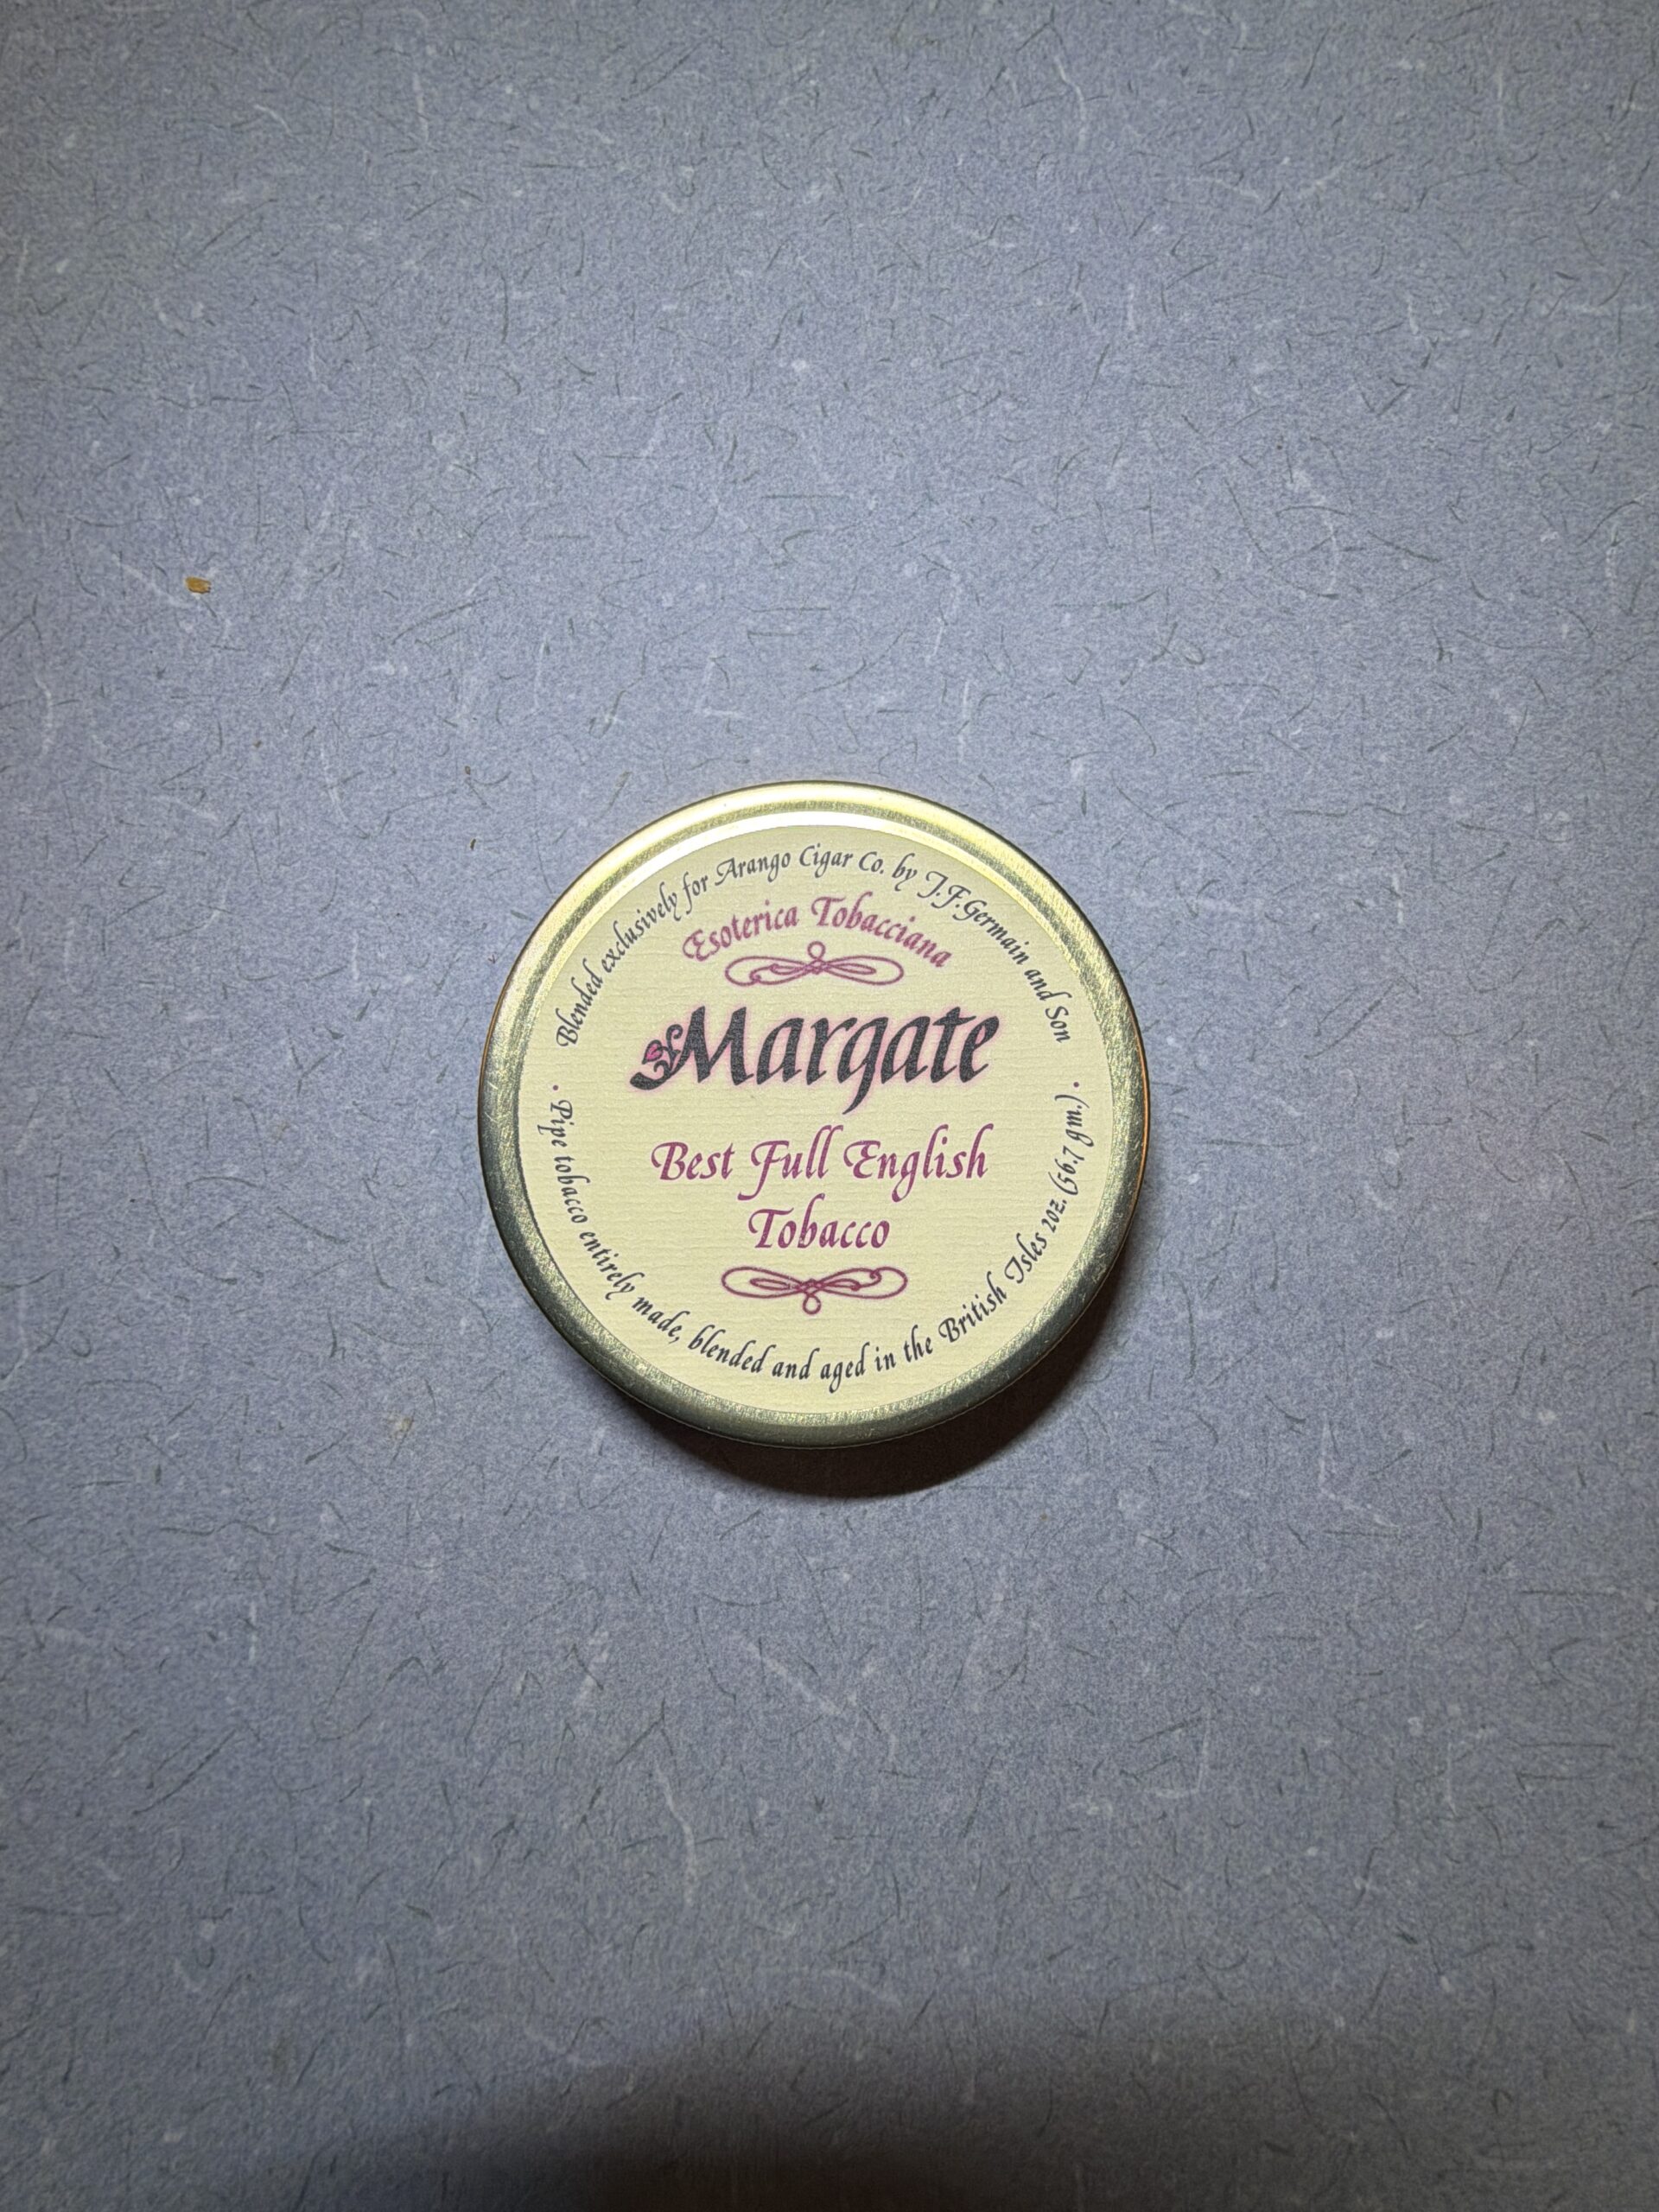 Blended exclusively for Arango Cigar Co. by J.F.Germain and Son
Esoterica Tobacciana
Margate
Best Full English
Tobacco
· Pipe tobacco entirely made, blended and aged in the British Isles 2oz. (56.7 gm.) ·